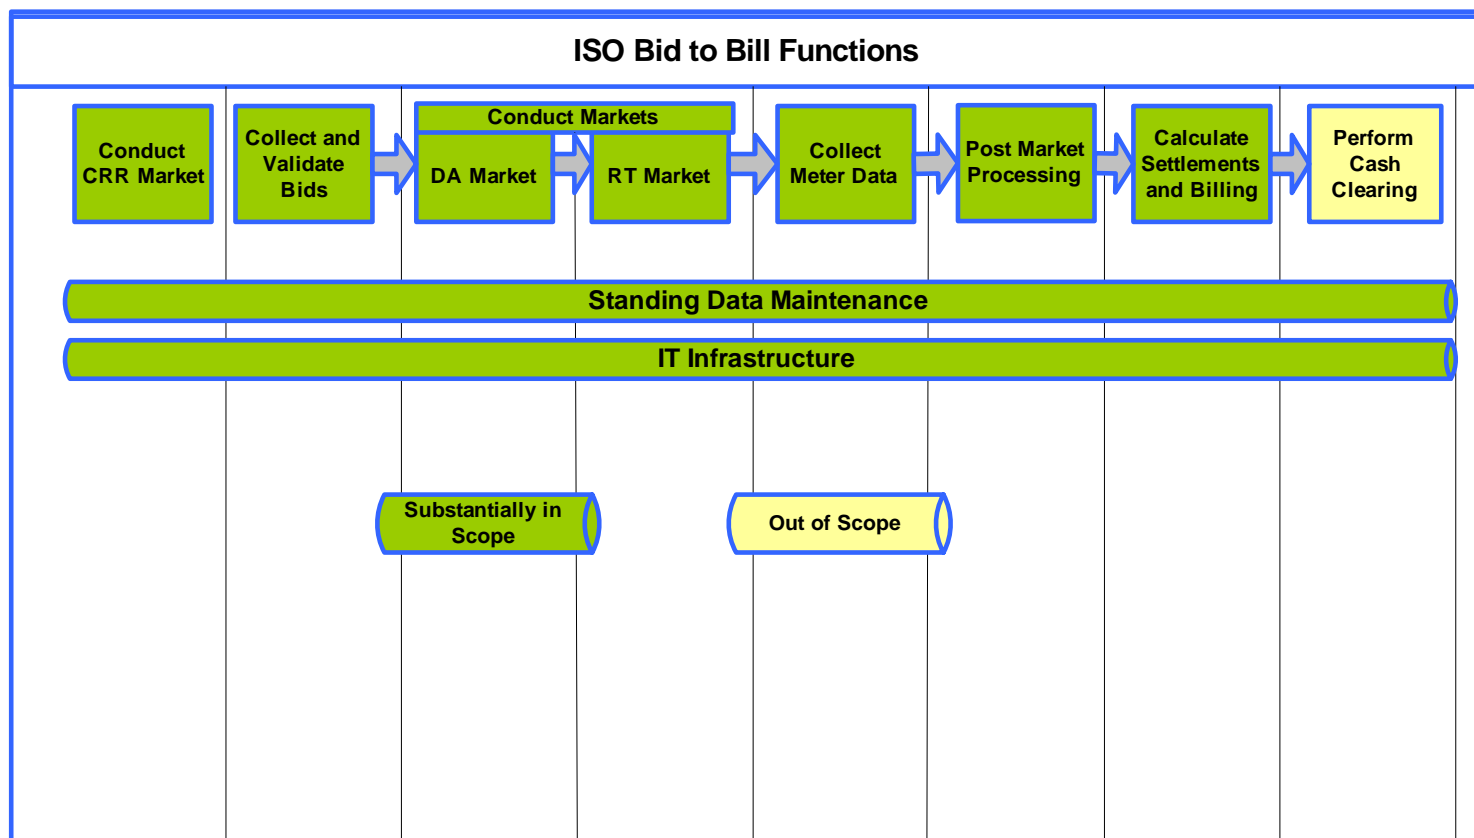 ISO Bid to Bill Functions
Conduct
CRR Market
Collect and
Validate
Bids
Conduct Markets
DA Market
RT Market
Collect
Meter Data
Post Market
Processing
Calculate
Settlements
and Billing
Perform
Cash
Clearing
Standing Data Maintenance
IT Infrastructure
Substantially in
Scope
Out of Scope